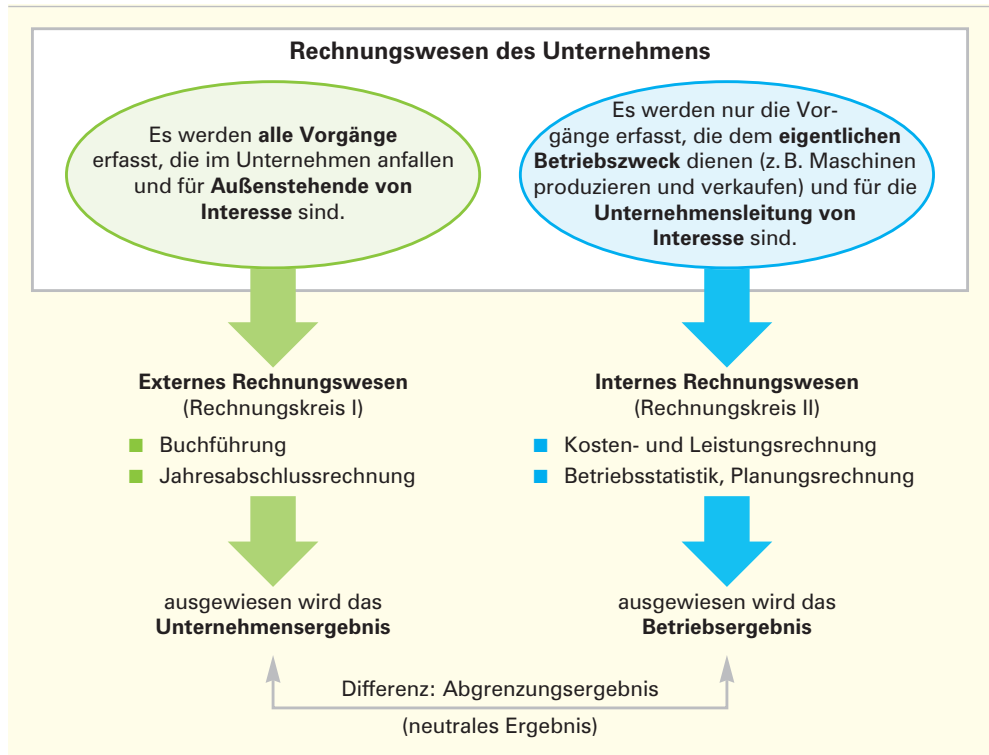 Rechnungswesen des Unternehmens
Es werden alle Vorgänge
erfasst, die im Unternehmen anfallen
und für Außenstehende von
Interesse sind.
Es werden nur die Vor-
gänge erfasst, die dem eigentlichen
Betriebszweck dienen (z. B. Maschinen
produzieren und verkaufen) und für die
Unternehmensleitung von
Interesse sind.
Externes Rechnungswesen
(Rechnungskreis I)
■ Buchführung
■ Jahresabschlussrechnung
Internes Rechnungswesen
(Rechnungskreis II)
■ Kosten- und Leistungsrechnung
■ Betriebsstatistik, Planungsrechnung
ausgewiesen wird das
Unternehmensergebnis
ausgewiesen wird das
Betriebsergebnis
Differenz: Abgrenzungsergebnis
(neutrales Ergebnis)